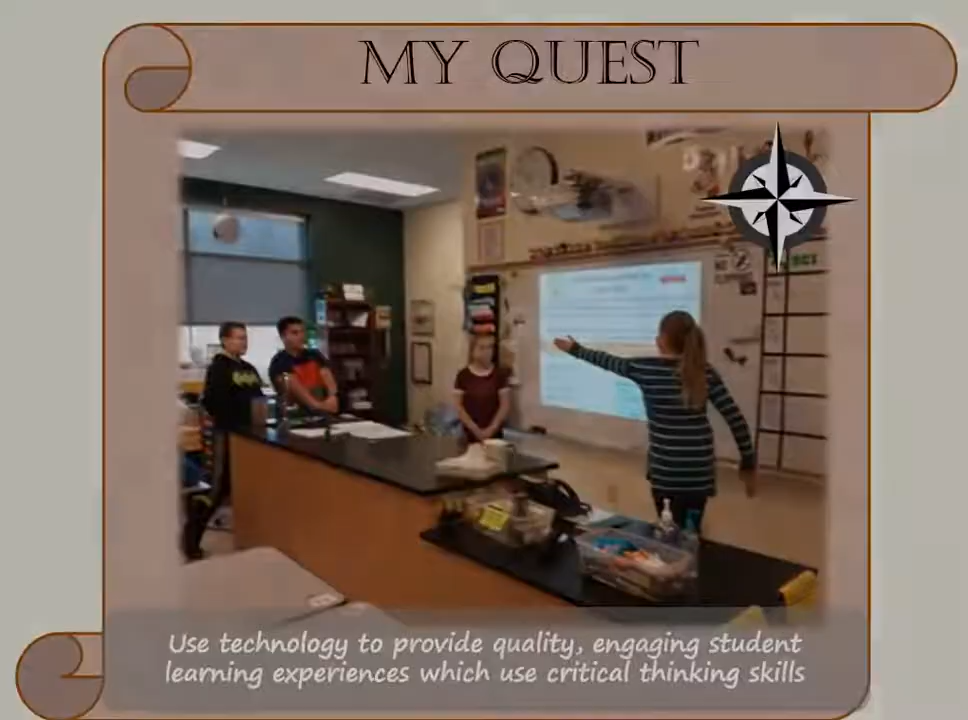 MY QUEST
Use technology to provide quality, engaging student
learning experiences which use critical thinking skills